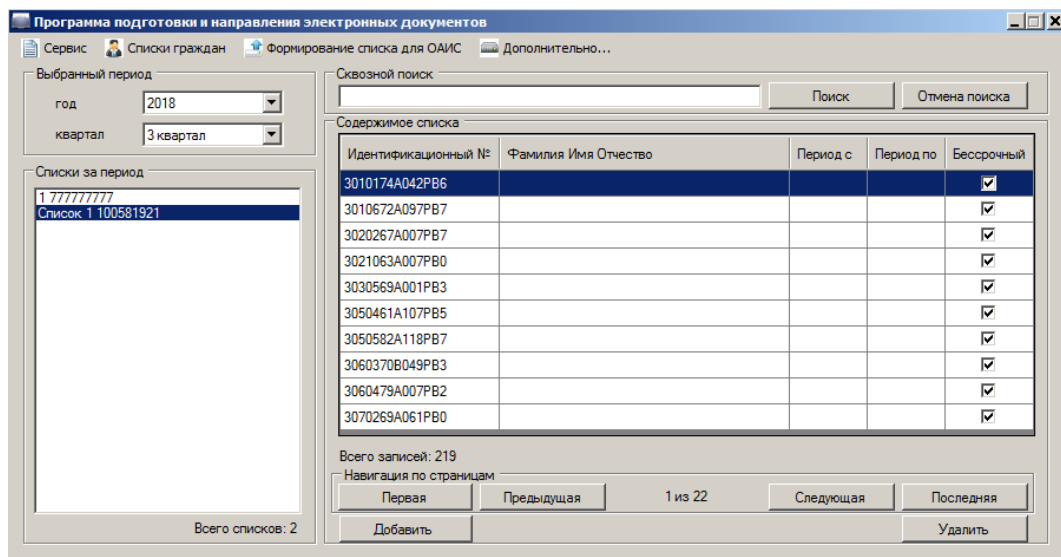 Программа подготовки и направления электронных документов
Сервис Списки граждан Формирование списка для ОАИС Дополнительно...
Выбранный период
год 2018
квартал 3 квартал
Списки за период
1 777777777
Список 1 100581921
Всего списков: 2
Сквозной поиск
Поиск Отмена поиска
Содержимое списка
Идентификационный № Фамилия Имя Отчество Период с Период по Бессрочный
3010174A042PB6
3010672A097PB7
3020267A007PB7
3021063A007PB0
3030569A001PB3
3050461A107PB5
3050582A118PB7
3060370B049PB3
3060479A007PB2
3070269A061PB0
Всего записей: 219
Навигация по страницам
Первая Предыдущая 1 из 22 Следующая Последняя
Добавить Удалить